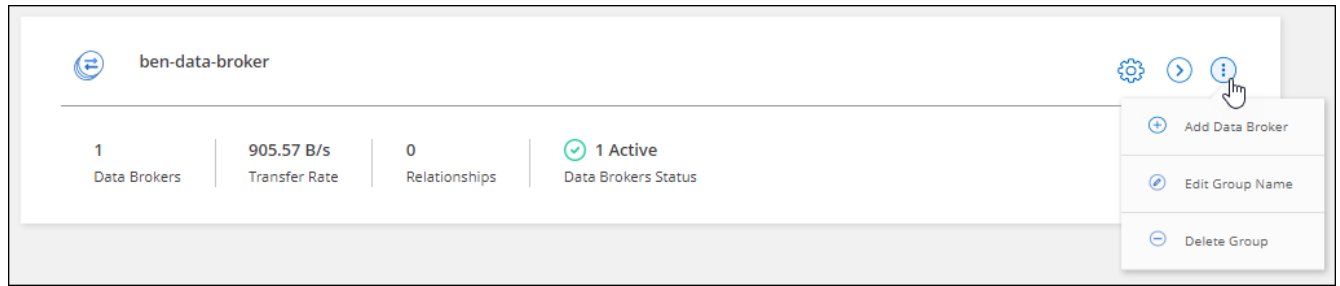 ben-data-broker
1
Data Brokers
905.57 B/s
Transfer Rate
0
Relationships
1 Active
Data Brokers Status
Add Data Broker
Edit Group Name
Delete Group